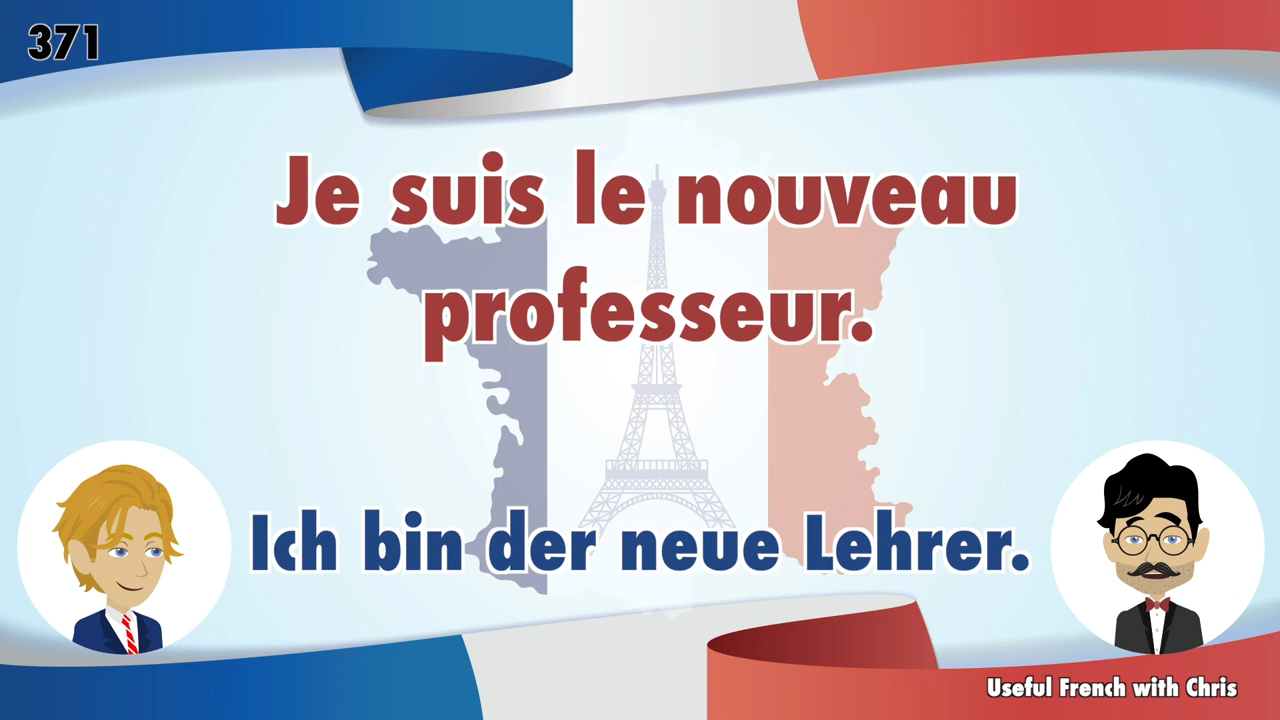 371
Je suis le nouveau
professeur.
Ich bin der neue Lehrer.
Useful French with Chris